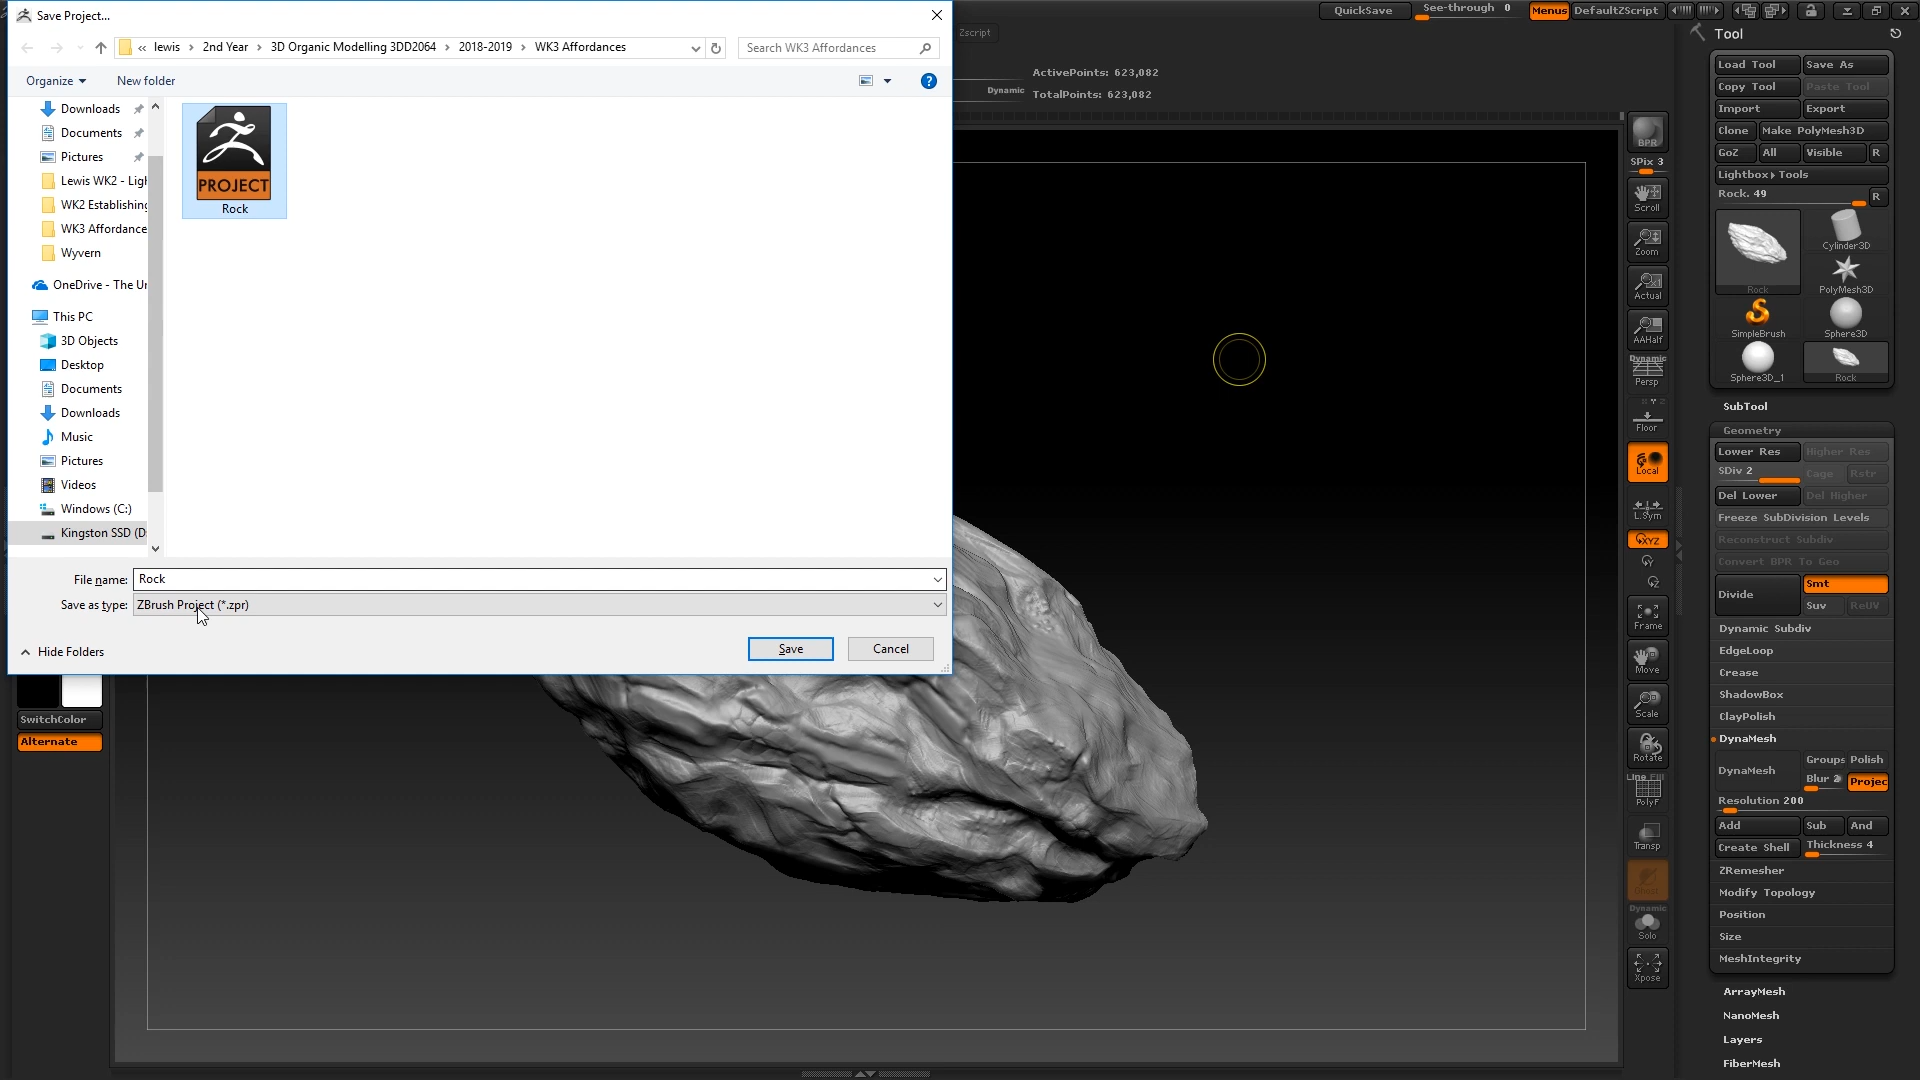 Save Project...
QuickSave
See-through 0
Menus
DefaultZScript
« lewis › 2nd Year › 3D Organic Modelling 3DD2064 › 2018-2019 › WK3 Affordances
Search WK3 Affordances
Zscript
Tool
Organize
New folder
ActivePoints: 623,082
Dynamic
TotalPoints: 623,082
Load Tool
Save As
Copy Tool
Paste Tool
Import
Export
Clone
Make PolyMesh3D
GoZ
All
Visible
R
Lightbox▸Tools
Rock. 49
R
Downloads
Documents
Pictures
Lewis WK2 - Ligh
WK2 Establishing
WK3 Affordance
Wyvern
OneDrive - The Un
This PC
3D Objects
Desktop
Documents
Downloads
Music
Pictures
Videos
Windows (C:)
Kingston SSD (D:
PROJECT
Rock
File name:
Rock
Save as type:
ZBrush Project (*.zpr)
Hide Folders
Save
Cancel
SwitchColor
Alternate
BPR
SPix 3
Scroll
Zoom
Actual
AAHalf
Dynamic
Persp
Floor
Local
L.Sym
XYZ
Frame
Move
Scale
Rotate
Line Fill
PolyF
Transp
Ghost
Dynamic
Solo
Xpose
Rock
Cylinder3D
PolyMesh3D
SimpleBrush
Sphere3D
Sphere3D_1
Rock
SubTool
Geometry
Lower Res
Higher Res
SDiv 2
Cage
Rstr
Del Lower
Del Higher
Freeze SubDivision Levels
Reconstruct Subdiv
Convert BPR To Geo
Divide
Smt
Suv
ReUV
Dynamic Subdiv
EdgeLoop
Crease
ShadowBox
ClayPolish
DynaMesh
DynaMesh
Groups
Polish
Blur 2
Projec
Resolution 200
Add
Sub
And
Create Shell
Thickness 4
ZRemesher
Modify Topology
Position
Size
MeshIntegrity
ArrayMesh
NanoMesh
Layers
FiberMesh